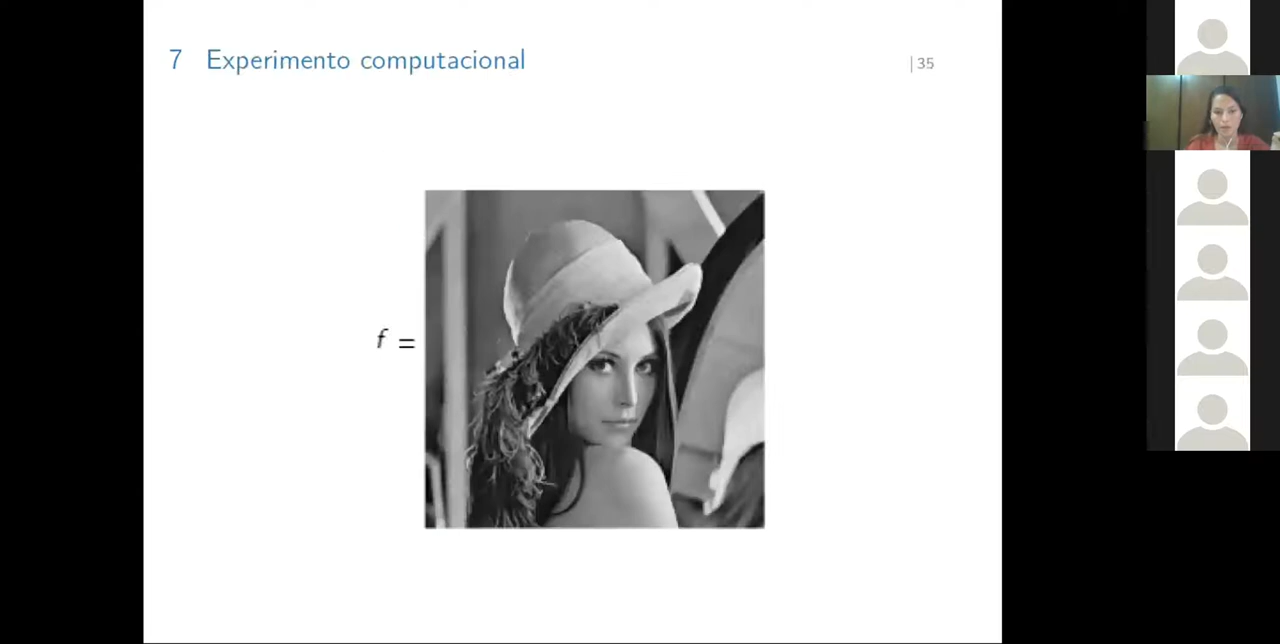 7 Experimento computacional
| 35
f =